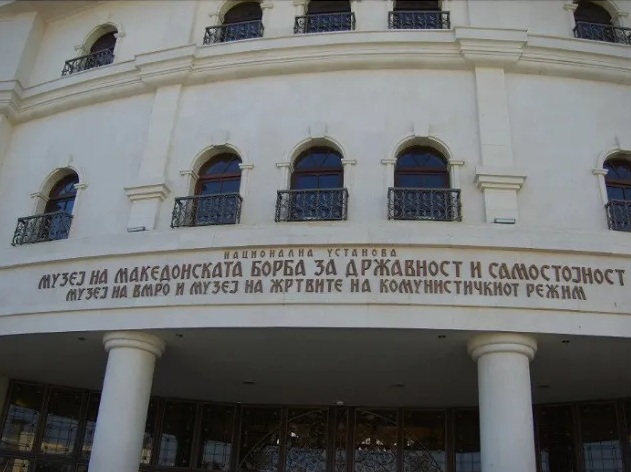 НАЦИОНАЛНА УСТАНОВА
МУЗЕЈ НА МАКЕДОНСКАТА БОРБА ЗА ДРЖАВНОСТ И САМОСТОЈНОСТ
МУЗЕЈ НА ВМРО И МУЗЕЈ НА ЖРТВИТЕ НА КОМУНИСТИЧКИОТ РЕЖИМ